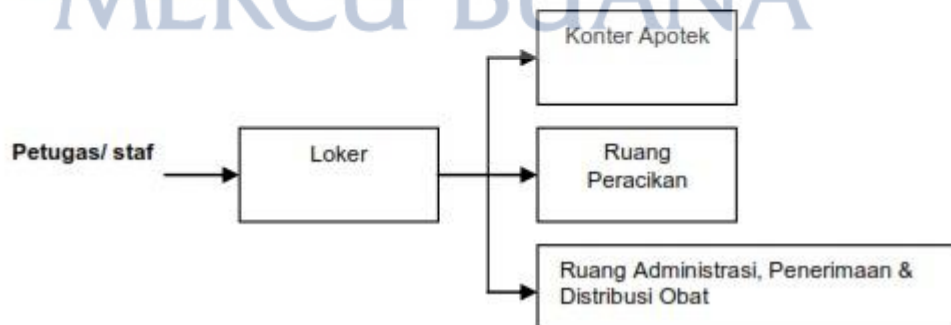 MERCU BUANA
Konter Apotek
Petugas/ staf
Loker
Ruang
Peracikan
Ruang Administrasi, Penerimaan &
Distribusi Obat